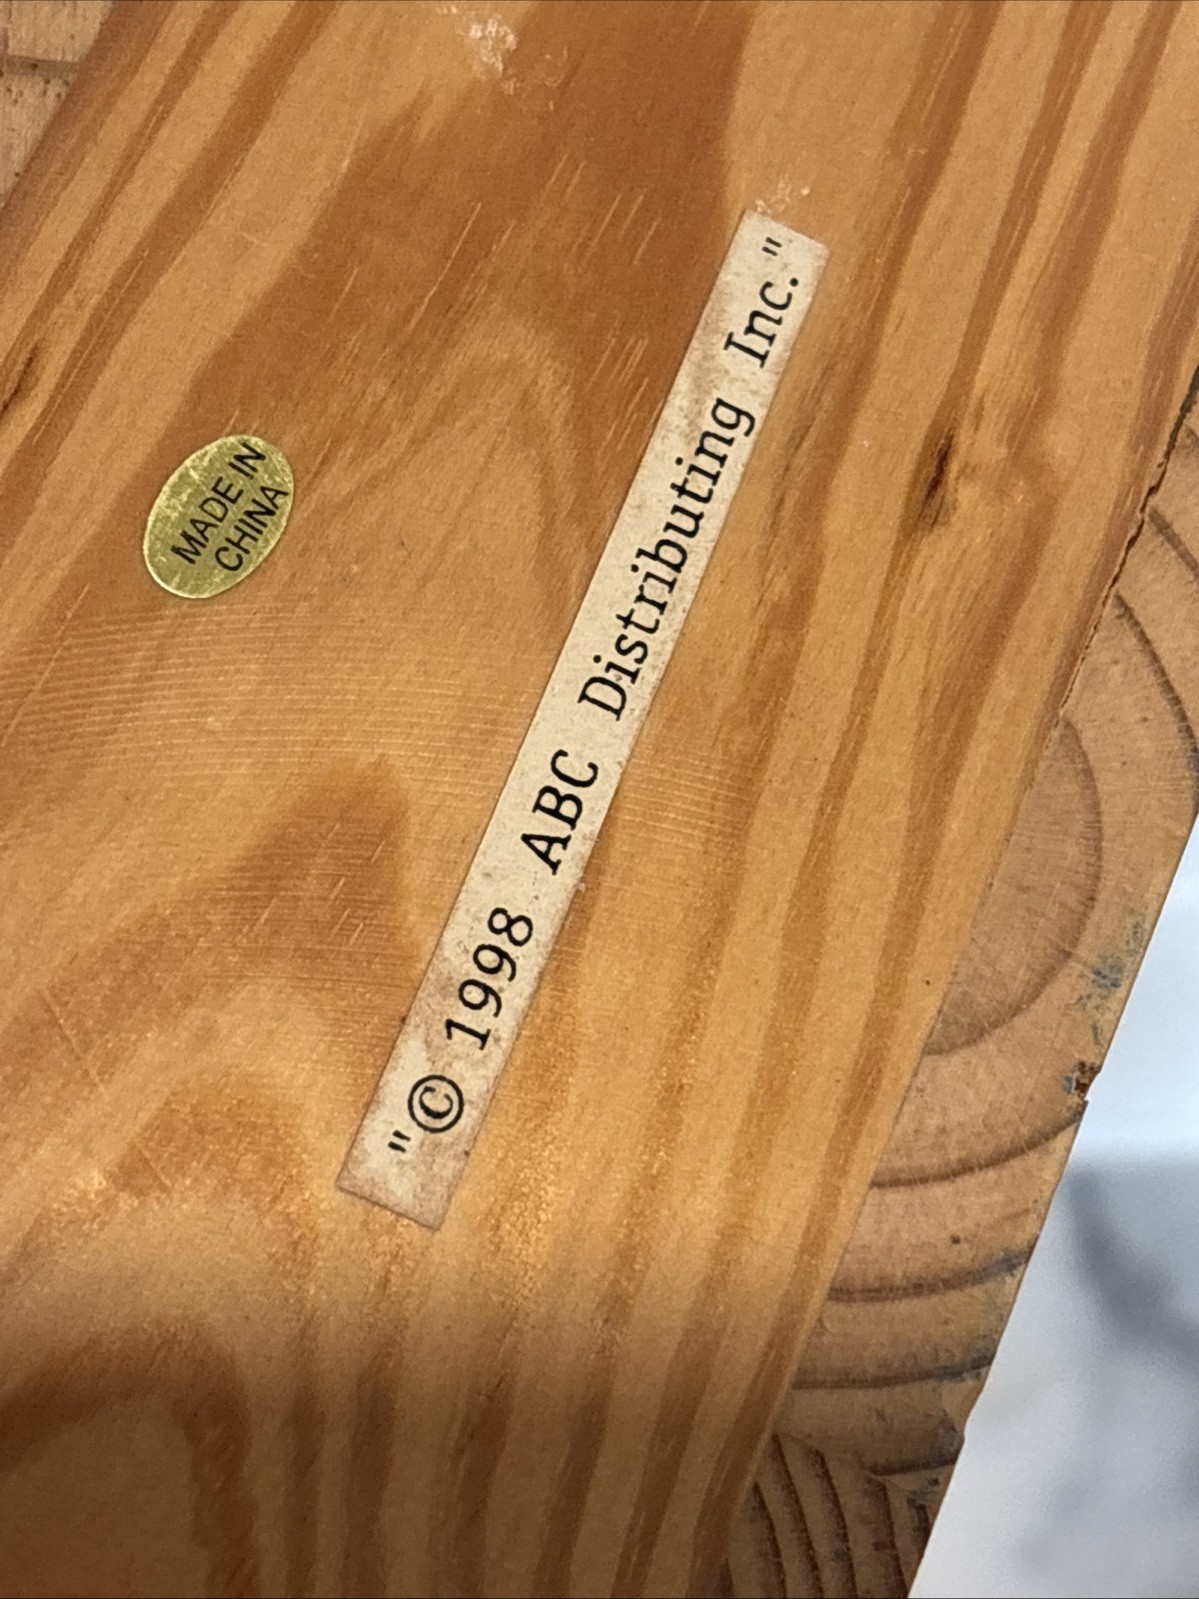 MADE IN
CHINA
"© 1998 ABC Distributing Inc."